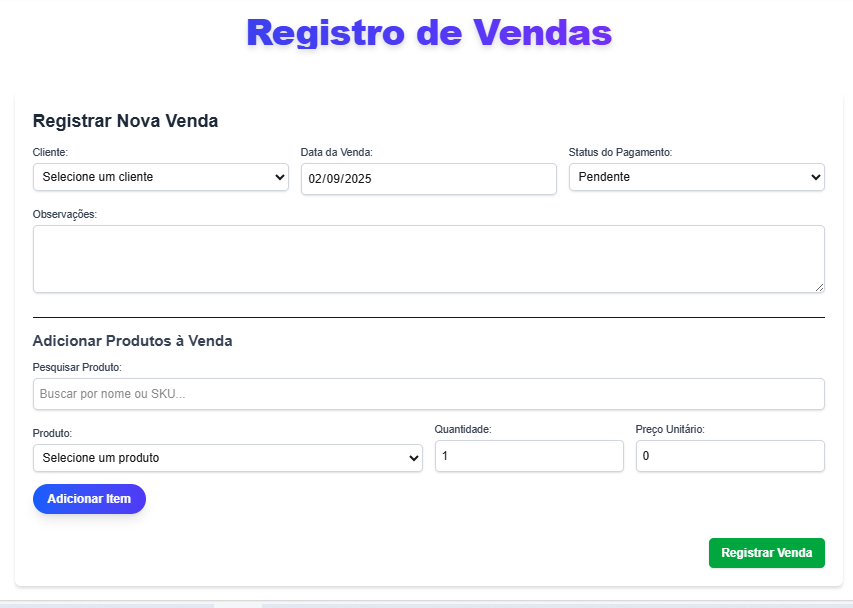 Registro de Vendas
Registrar Nova Venda
Cliente:
Data da Venda:
Status do Pagamento:
Selecione um cliente
02/09/2025
Pendente
Observações:
Adicionar Produtos à Venda
Pesquisar Produto:
Buscar por nome ou SKU...
Produto:
Quantidade:
Preço Unitário:
Selecione um produto
1
0
Adicionar Item
Registrar Venda